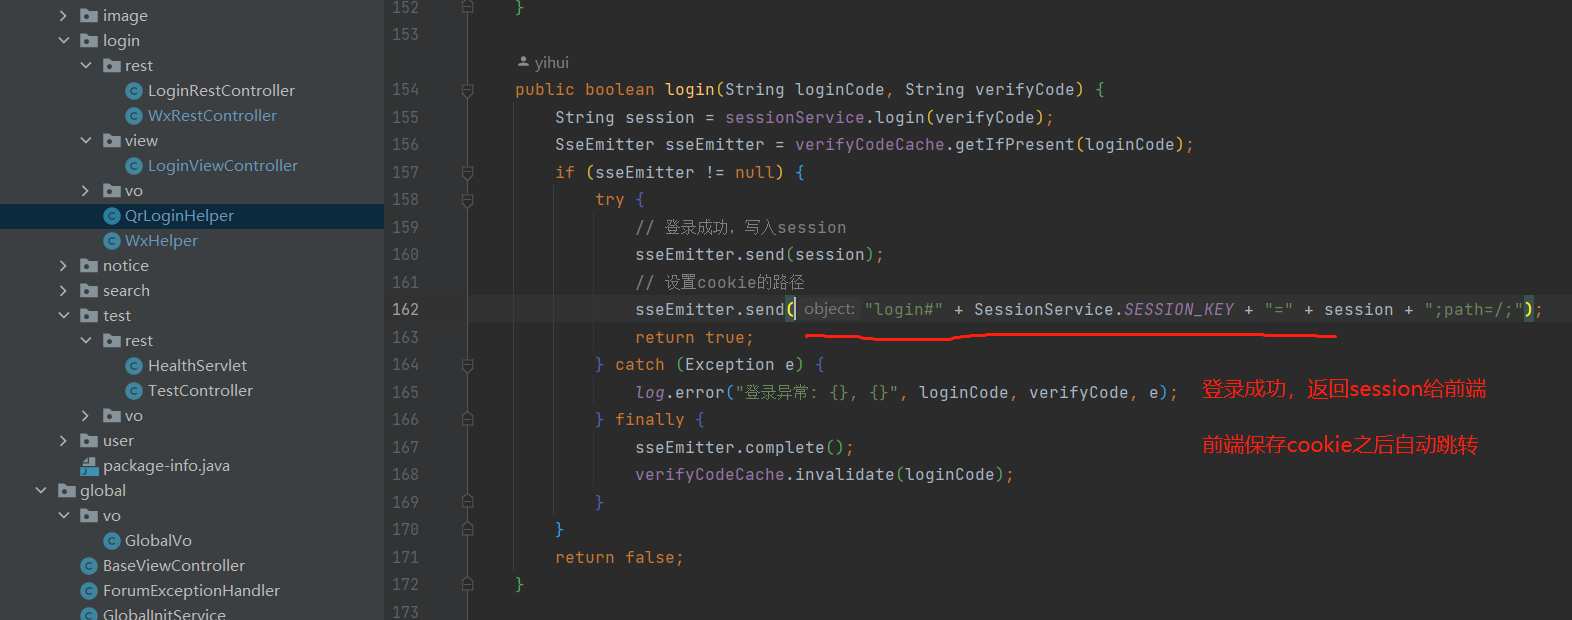 image
login
rest
LoginRestController
WxRestController
view
LoginViewController
vo
QrLoginHelper
WxHelper
notice
search
test
rest
HealthServlet
TestController
vo
user
package-info.java
global
vo
GlobalVo
BaseViewController
ForumExceptionHandler
GlobalInitService
152 }
153
yihui
154 public boolean login(String loginCode, String verifyCode) {
155 String session = sessionService.login(verifyCode);
156 SseEmitter sseEmitter = verifyCodeCache.getIfPresent(loginCode);
157 if (sseEmitter != null) {
158 try {
159 // 登录成功，写入session
160 sseEmitter.send(session);
161 // 设置cookie的路径
162 sseEmitter.send( object: "login#" + SessionService.SESSION_KEY + "=" + session + ";path=/;");
163 return true;
164 } catch (Exception e) {
165 log.error("登录异常: {}, {}", loginCode, verifyCode, e);
166 } finally {
167 sseEmitter.complete();
168 verifyCodeCache.invalidate(loginCode);
169 }
170 }
171 return false;
172 }
173
登录成功，返回session给前端
前端保存cookie之后自动跳转